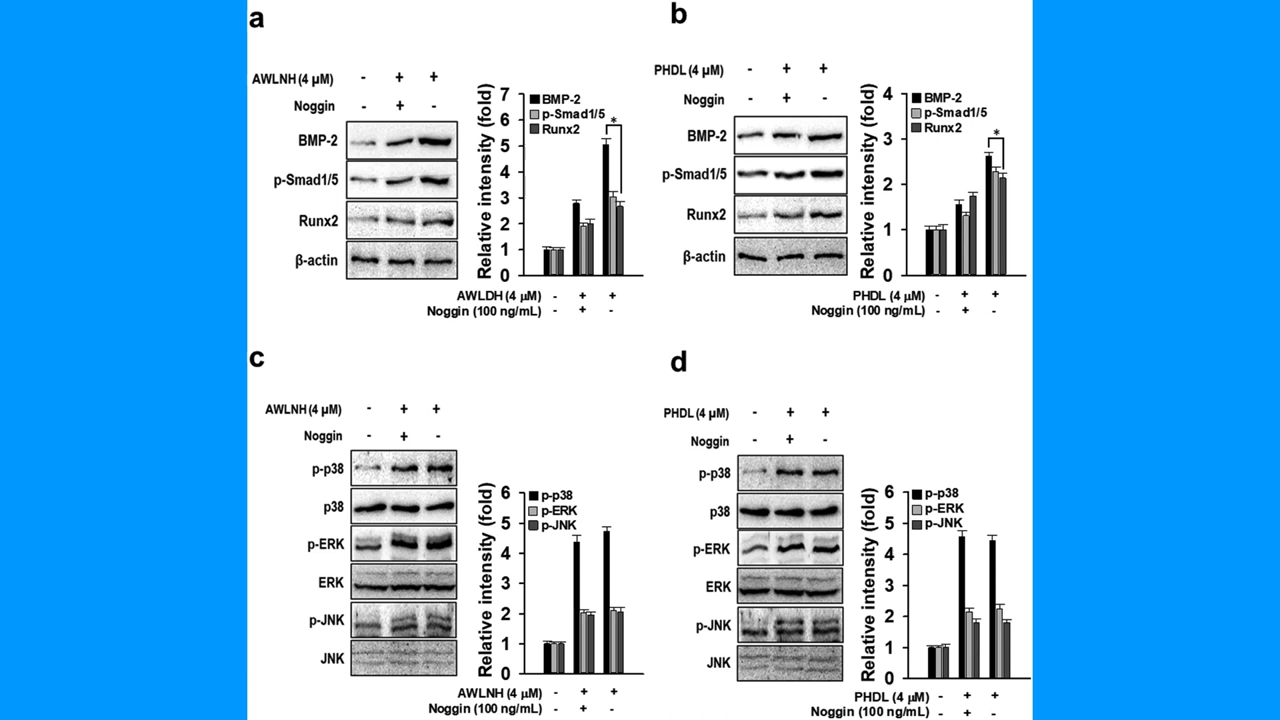 a
AWLNH (4 μM) - + +
Noggin - + -
BMP-2
p-Smad1/5
Runx2
β-actin
Relative intensity (fold)
7
6
5
4
3
2
1
0
BMP-2
p-Smad1/5
Runx2
*
AWLDH (4 μM) - + +
Noggin (100 ng/mL) - + -
b
PHDL (4 μM) - + +
Noggin - + -
BMP-2
p-Smad1/5
Runx2
β-actin
Relative intensity (fold)
4
3
2
1
0
BMP-2
p-Smad1/5
Runx2
*
PHDL (4 μM) - + +
Noggin (100 ng/mL) - + -
c
AWLNH (4 μM) - + +
Noggin - + -
p-p38
p38
p-ERK
ERK
p-JNK
JNK
Relative intensity (fold)
6
5
4
3
2
1
0
p-p38
p-ERK
p-JNK
AWLNH (4 μM) - + +
Noggin (100 ng/mL) - + -
d
PHDL (4 μM) - + +
Noggin - + -
p-p38
p38
p-ERK
ERK
p-JNK
JNK
Relative intensity (fold)
6
5
4
3
2
1
0
p-p38
p-ERK
p-JNK
PHDL (4 μM) - + +
Noggin (100 ng/mL) - + -